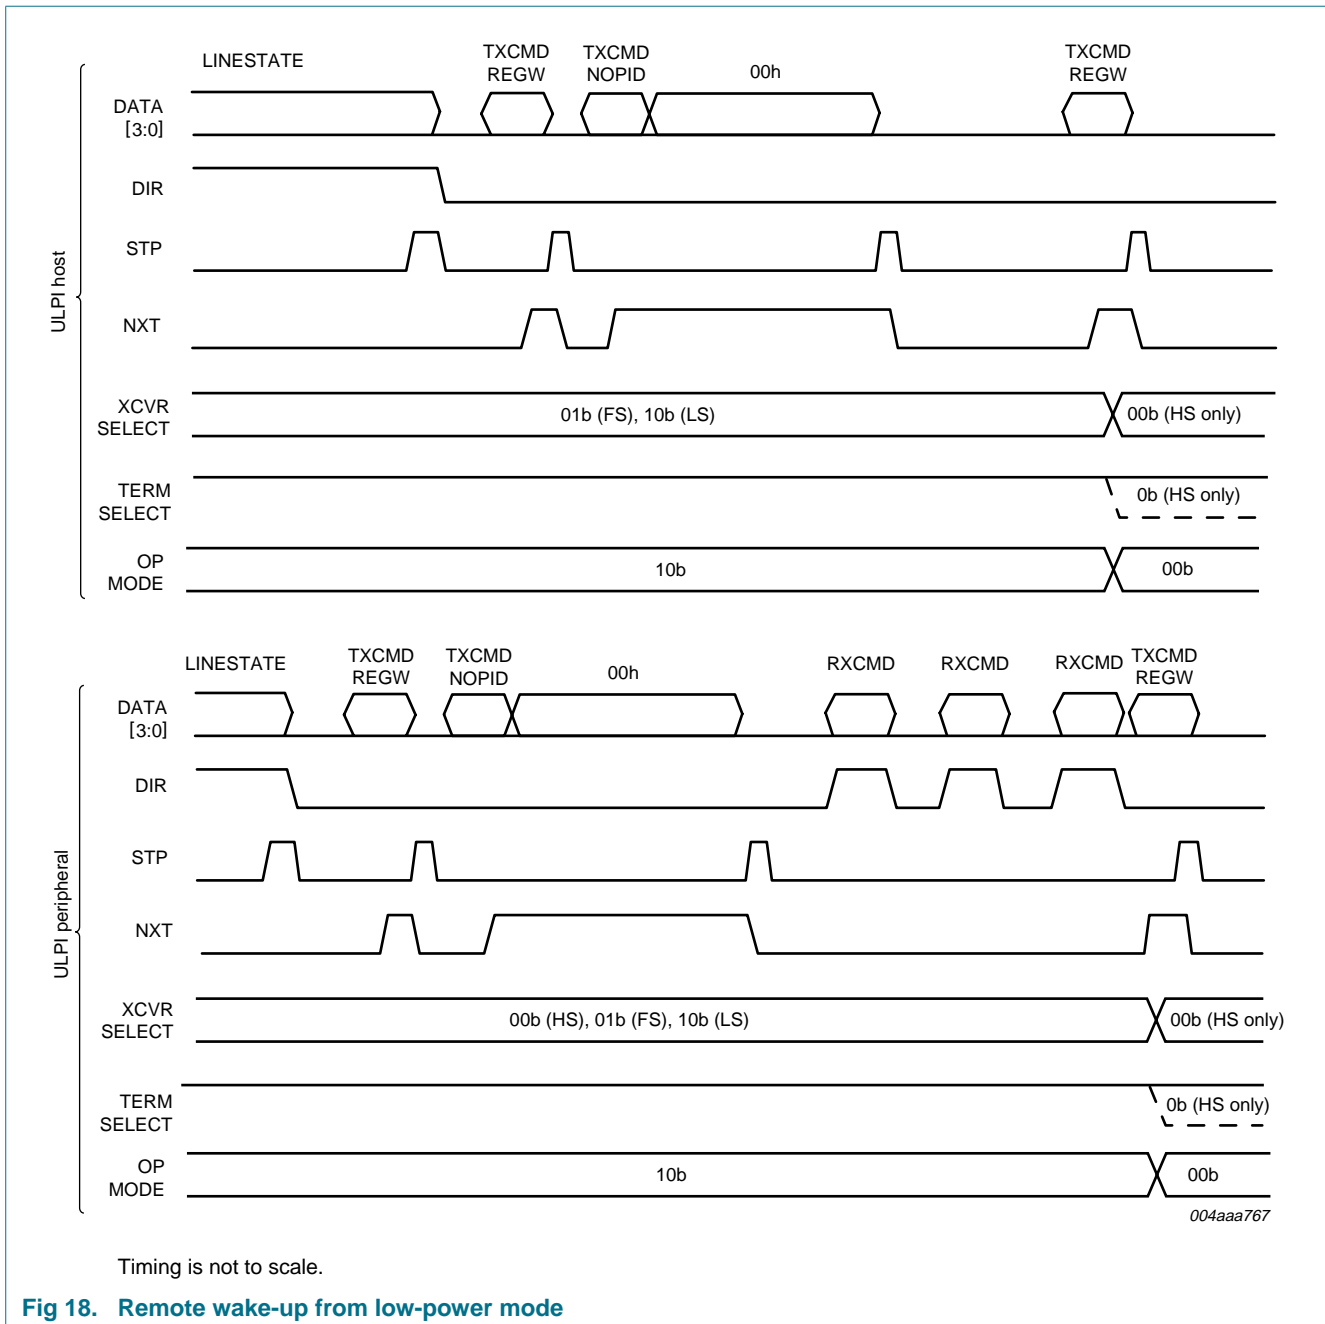 LINESTATE
TXCMD
REGW
TXCMD
NOPID
00h
TXCMD
REGW
DATA
[3:0]
DIR
STP
NXT
XCVR
SELECT
01b (FS), 10b (LS)
00b (HS only)
TERM
SELECT
0b (HS only)
OP
MODE
10b
00b
ULPI host
LINESTATE
TXCMD
REGW
TXCMD
NOPID
00h
RXCMD
RXCMD
RXCMD
TXCMD
REGW
DATA
[3:0]
DIR
STP
NXT
XCVR
SELECT
00b (HS), 01b (FS), 10b (LS)
00b (HS only)
TERM
SELECT
0b (HS only)
OP
MODE
10b
00b
ULPI peripheral
004aaa767
Timing is not to scale.
Fig 18. Remote wake-up from low-power mode